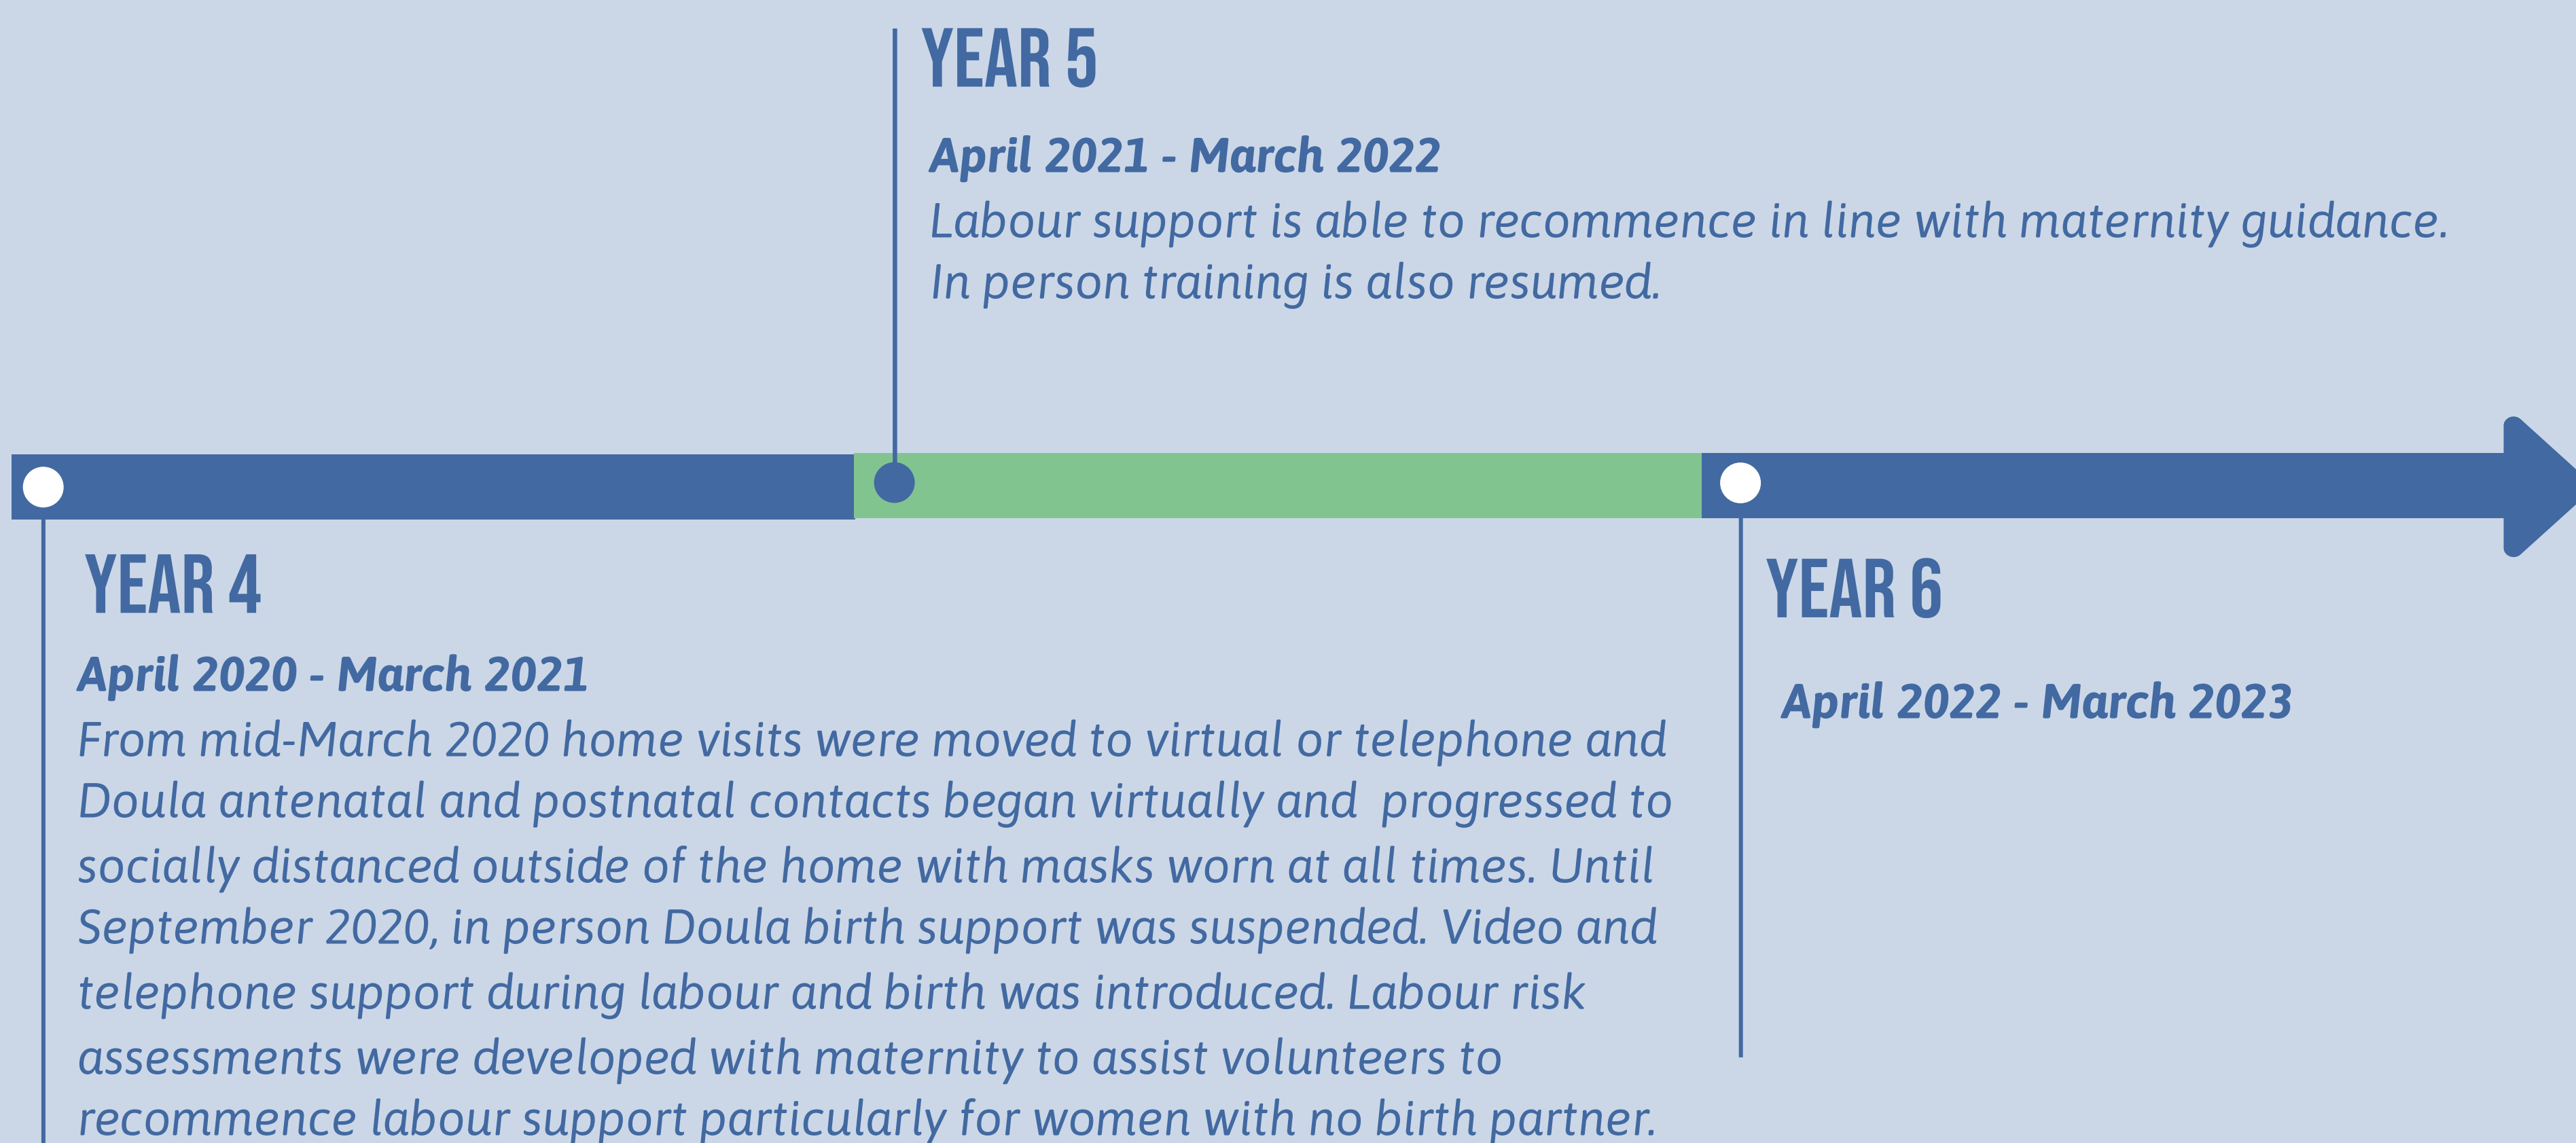 YEAR 5
April 2021 - March 2022
Labour support is able to recommence in line with maternity guidance.
In person training is also resumed.
YEAR 4
April 2020 - March 2021
From mid-March 2020 home visits were moved to virtual or telephone and
Doula antenatal and postnatal contacts began virtually and  progressed to
socially distanced outside of the home with masks worn at all times. Until
September 2020, in person Doula birth support was suspended. Video and
telephone support during labour and birth was introduced. Labour risk
assessments were developed with maternity to assist volunteers to
recommence labour support particularly for women with no birth partner.
YEAR 6
April 2022 - March 2023